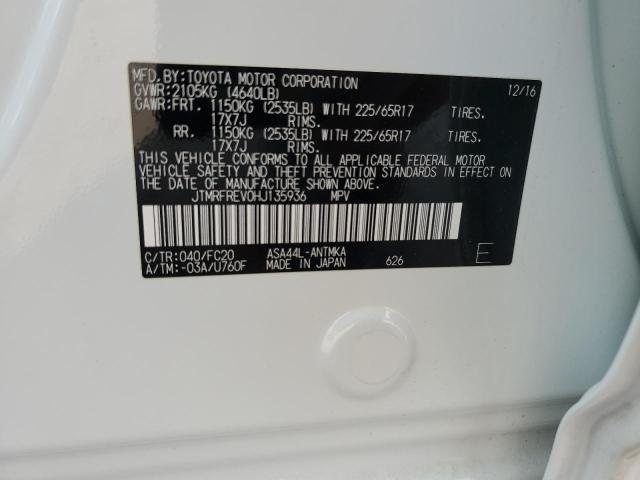 MFD. BY: TOYOTA MOTOR CORPORATION 12/16
GVWR: 2105KG (4640LB)
GAWR: FRT. 1150KG (2535LB) WITH 225/65R17 TIRES.
17X7J RIMS.
RR. 1150KG (2535LB) WITH 225/65R17 TIRES.
17X7J RIMS.
THIS VEHICLE CONFORMS TO ALL APPLICABLE FEDERAL MOTOR
VEHICLE SAFETY AND THEFT PREVENTION STANDARDS IN EFFECT ON
THE DATE OF MANUFACTURE SHOWN ABOVE.
JTMRFREV0HJ135936 MPV
C/TR: 040/FC20 ASA44L-ANTMKA
A/TM: -03A/U760F MADE IN JAPAN 626 E